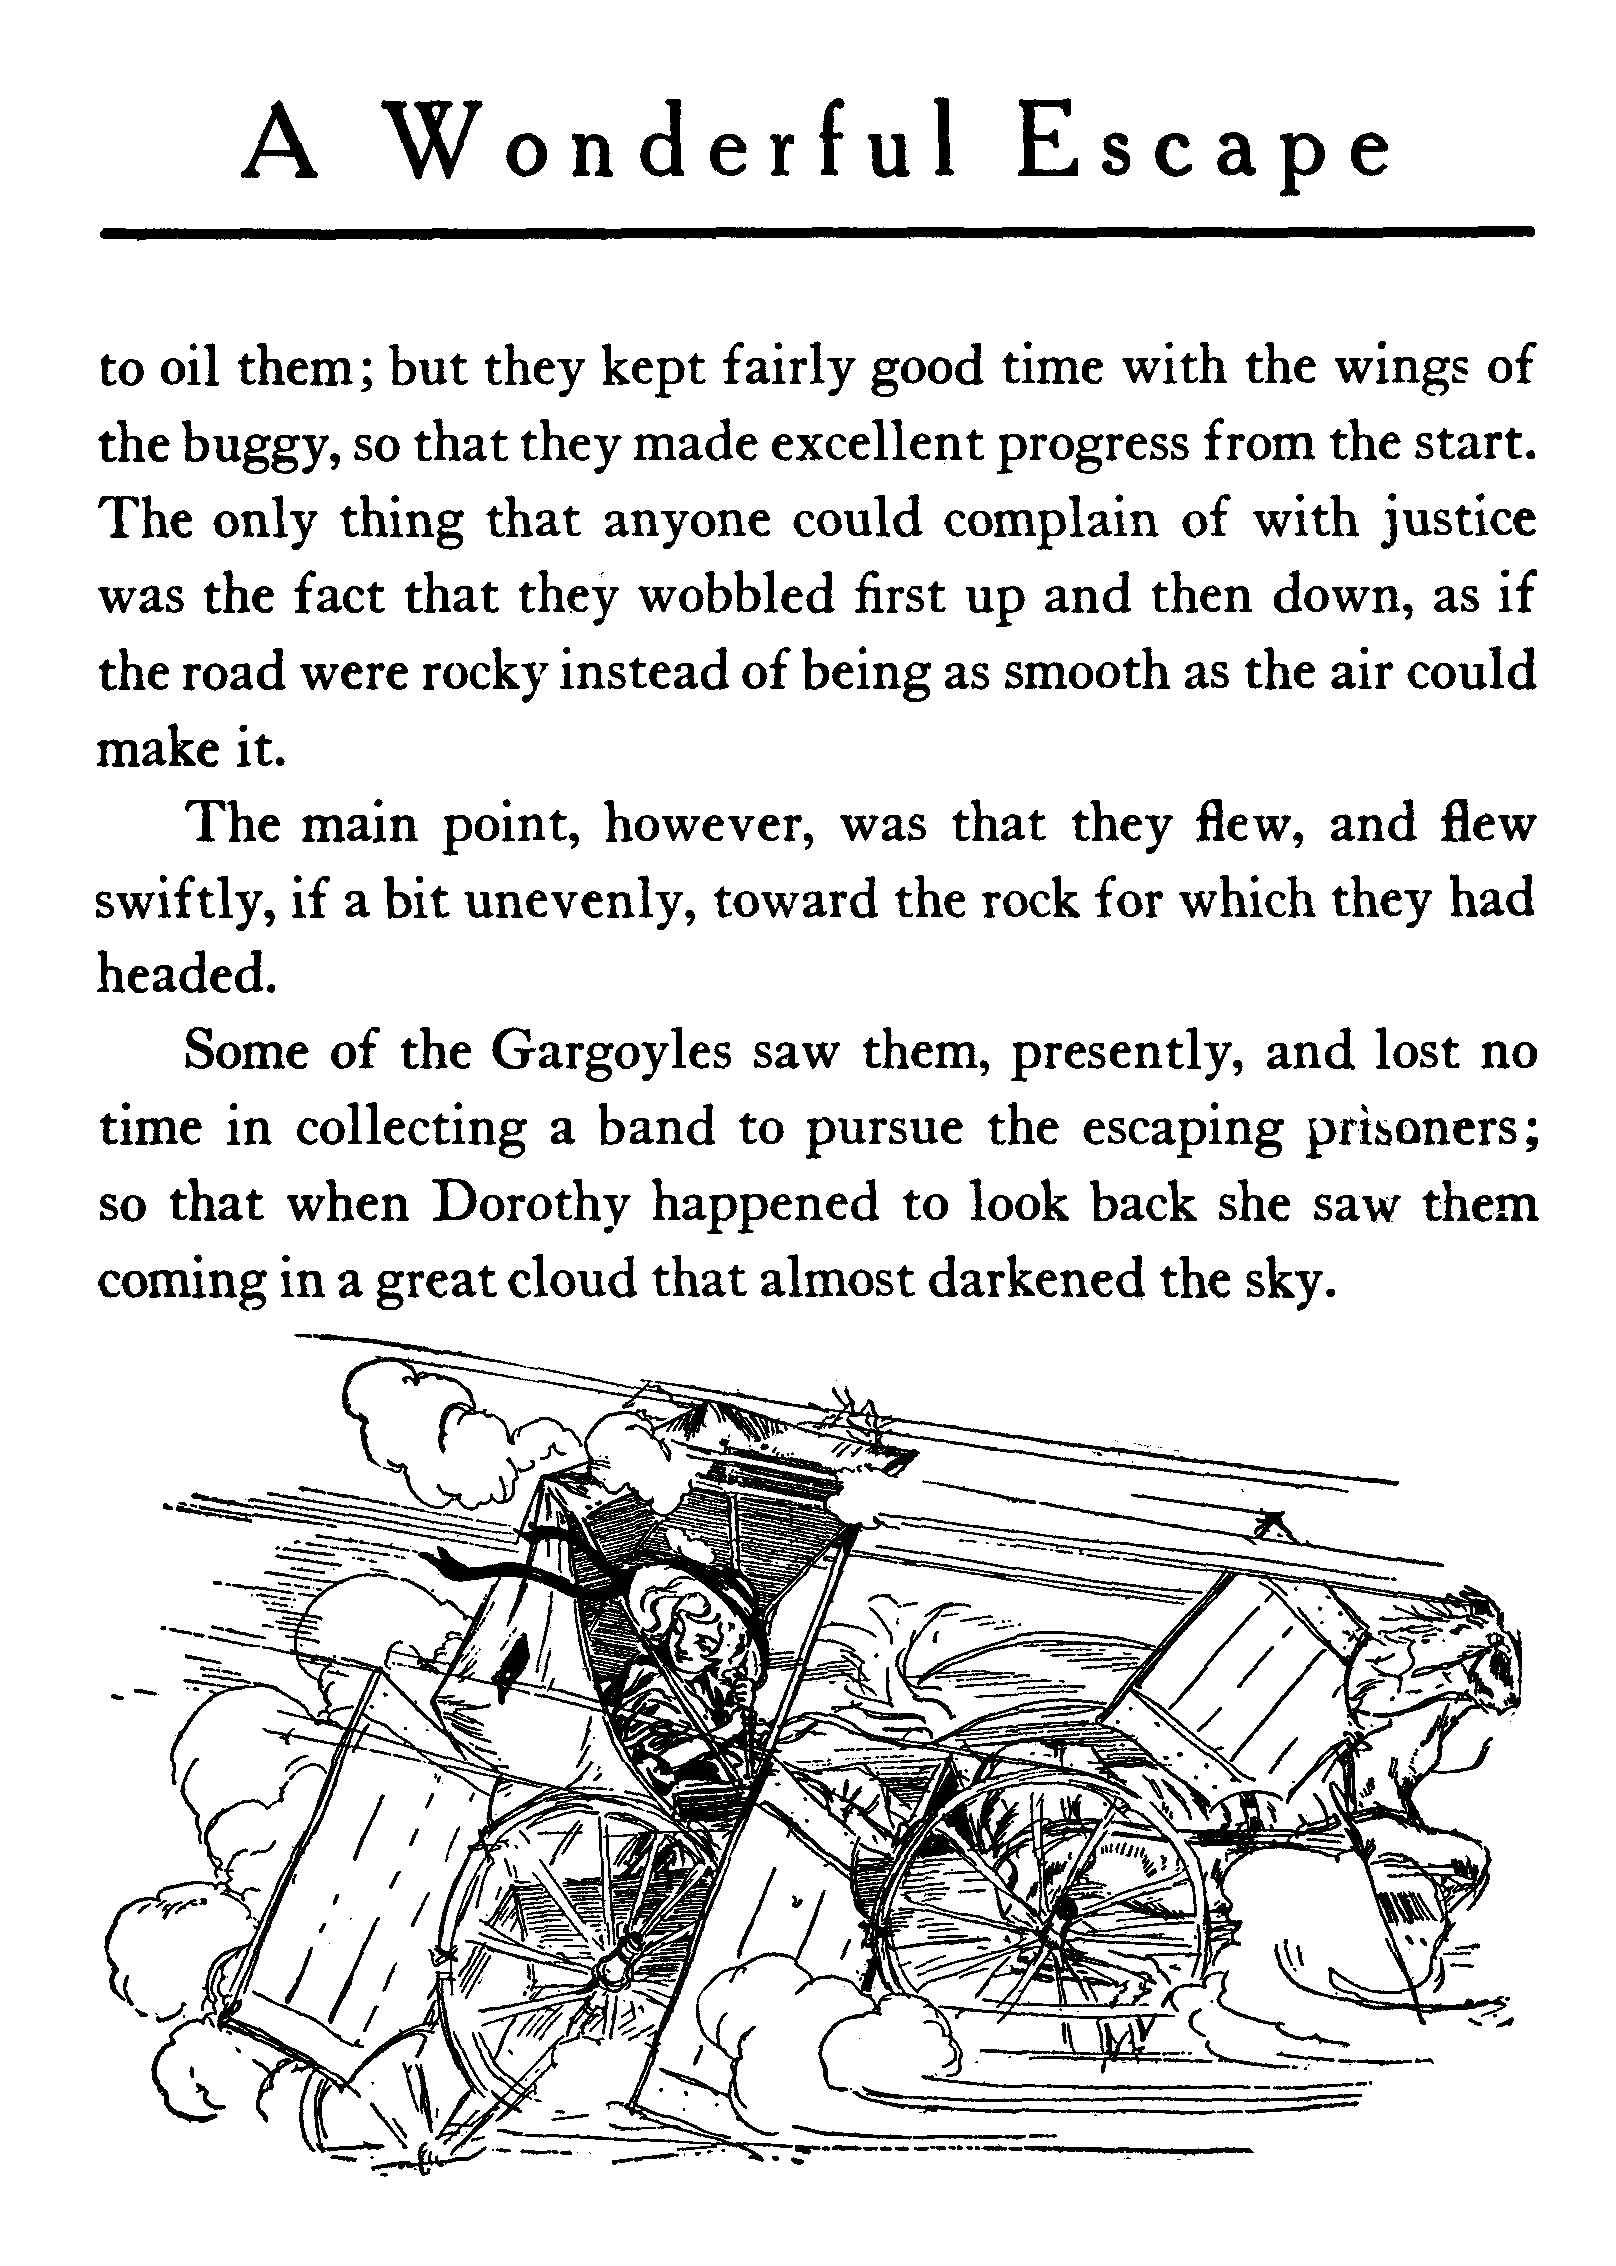 A Wonderful Escape
to oil them; but they kept fairly good time with the wings of
the buggy, so that they made excellent progress from the start.
The only thing that anyone could complain of with justice
was the fact that they wobbled first up and then down, as if
the road were rocky instead of being as smooth as the air could
make it.
The main point, however, was that they flew, and flew
swiftly, if a bit unevenly, toward the rock for which they had
headed.
Some of the Gargoyles saw them, presently, and lost no
time in collecting a band to pursue the escaping prisoners;
so that when Dorothy happened to look back she saw them
coming in a great cloud that almost darkened the sky.